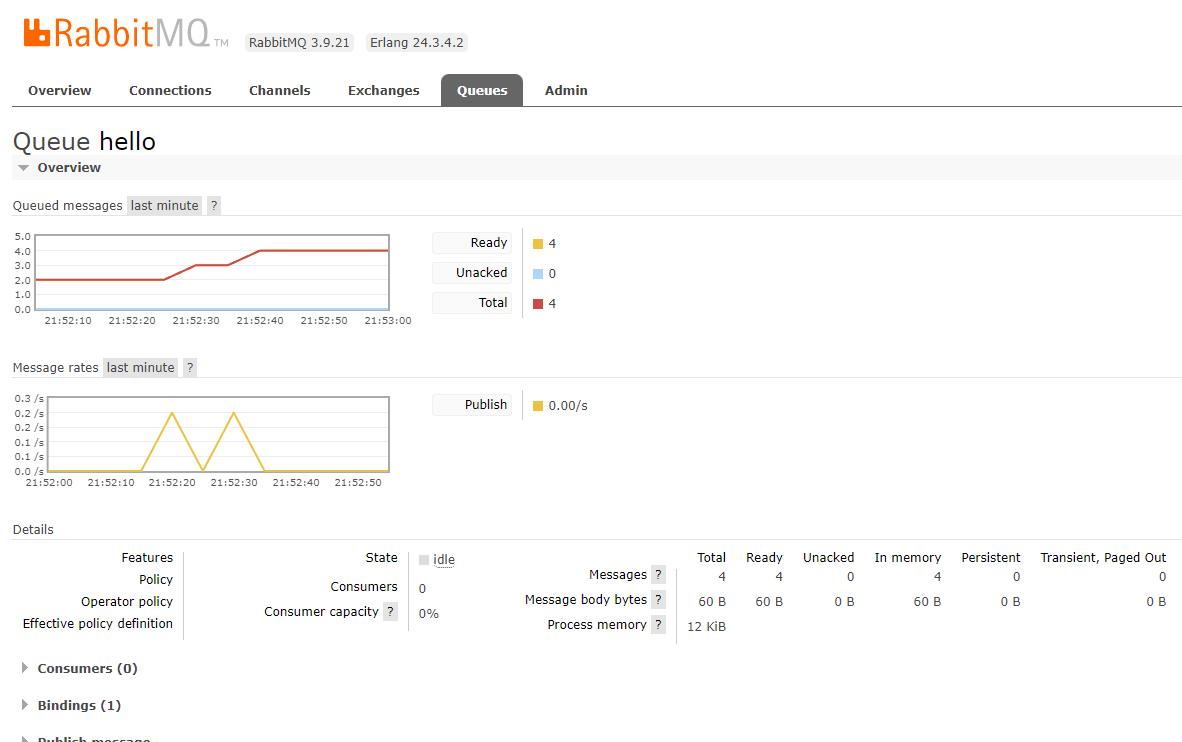 RabbitMQ TM RabbitMQ 3.9.21 Erlang 24.3.4.2
Overview Connections Channels Exchanges Queues Admin
Queue hello
Overview
Queued messages last minute ?
5.0
4.0
3.0
2.0
1.0
0.0
21:52:10 21:52:20 21:52:30 21:52:40 21:52:50 21:53:00
Ready 4
Unacked 0
Total 4
Message rates last minute ?
0.3 /s
0.2 /s
0.2 /s
0.1 /s
0.1 /s
0.0 /s
21:52:00 21:52:10 21:52:20 21:52:30 21:52:40 21:52:50
Publish 0.00/s
Details
Features
Policy
Operator policy
Effective policy definition
State idle
Consumers 0
Consumer capacity ? 0%
Total Ready Unacked In memory Persistent Transient, Paged Out
Messages ? 4 4 0 4 0 0
Message body bytes ? 60 B 60 B 0 B 60 B 0 B 0 B
Process memory ? 12 KiB
Consumers (0)
Bindings (1)
Publish message